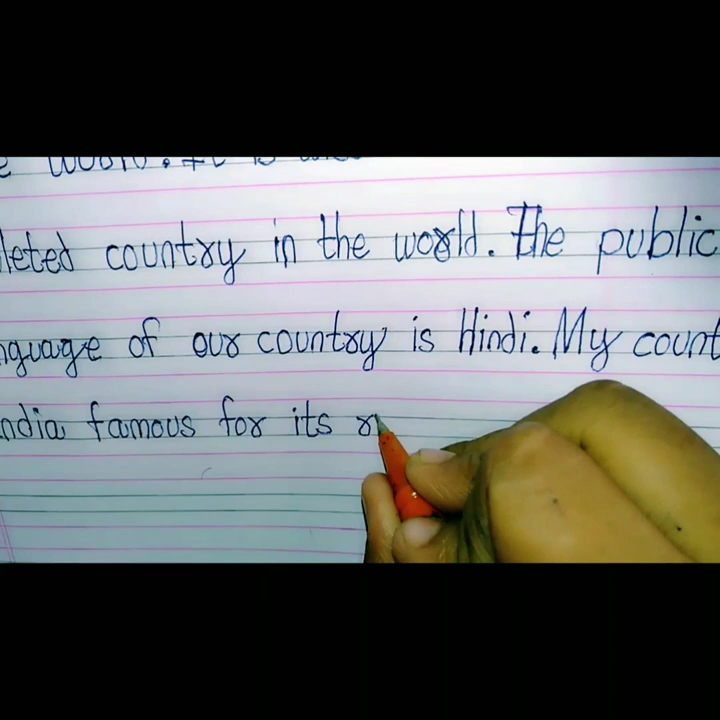 leted country in the world. The public
nguage of our country is Hindi. My count
ndia famous for its r